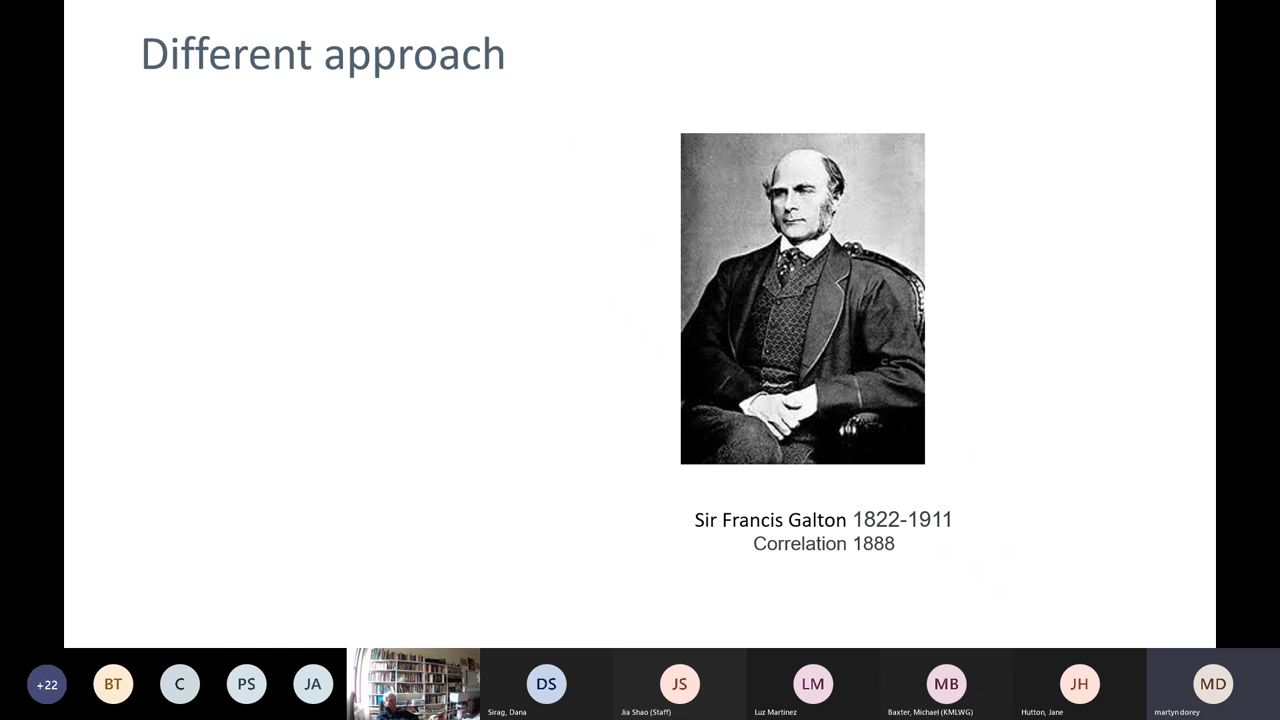 Different approach
Sir Francis Galton 1822-1911
Correlation 1888
+22
BT
C
PS
JA
DS
JS
LM
MB
JH
MD
Sirag, Dana
Jia Shao (Staff)
Luz Martinez
Baxter, Michael (KMLWG)
Hutton, Jane
martyn dorey